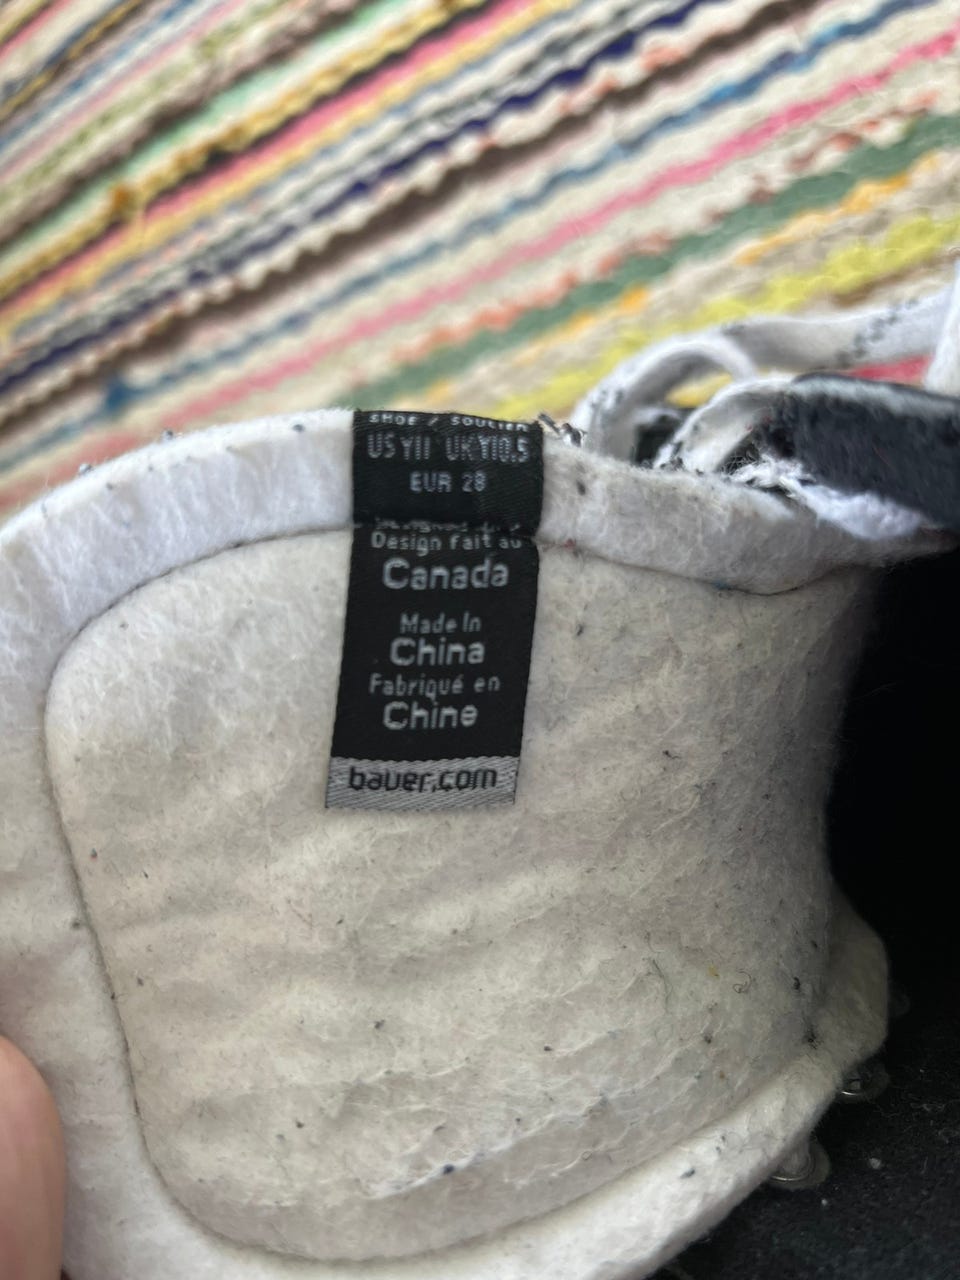 SHOE / SOULIER
US Y11 UK Y10.5
EUR 28
Design fait au
Canada
Made In
China
Fabriqué en
Chine
bauer.com